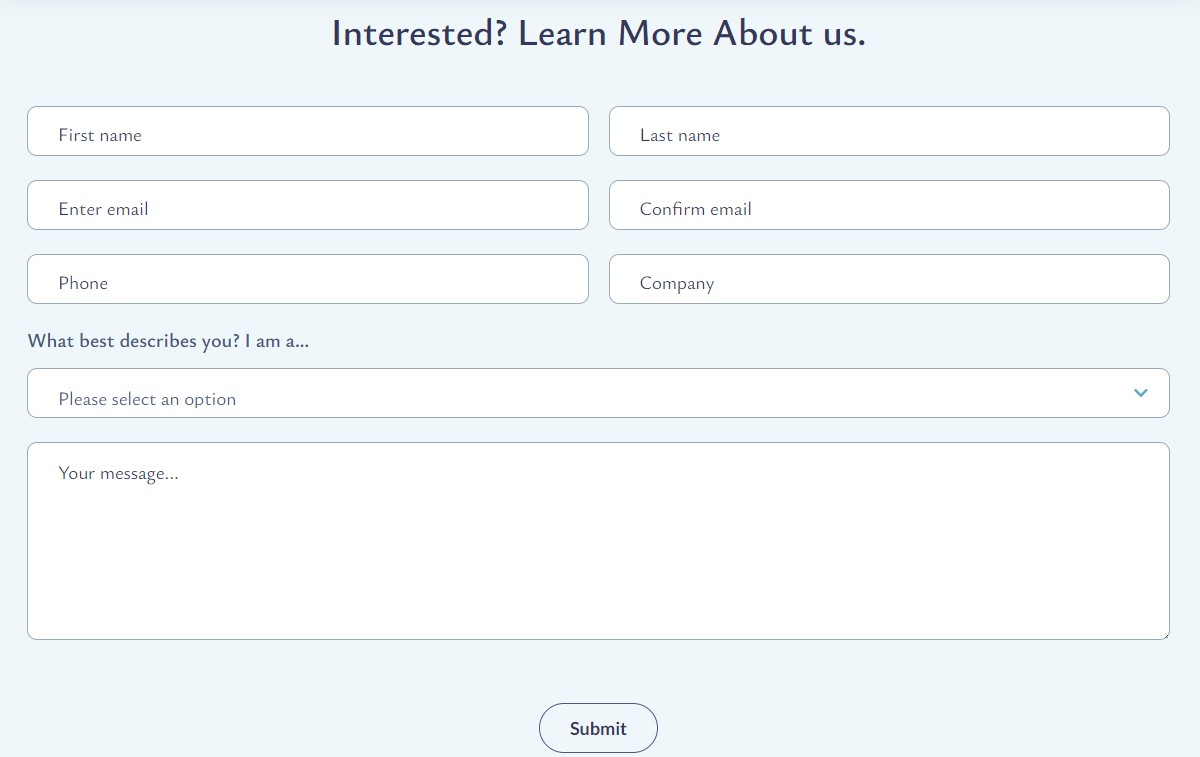 Interested? Learn More About us.
First name
Last name
Enter email
Confirm email
Phone
Company
What best describes you? I am a...
Please select an option
Your message...
Submit